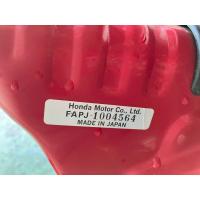 Honda Motor Co., Ltd.
FAPJ-1004564
MADE IN JAPAN